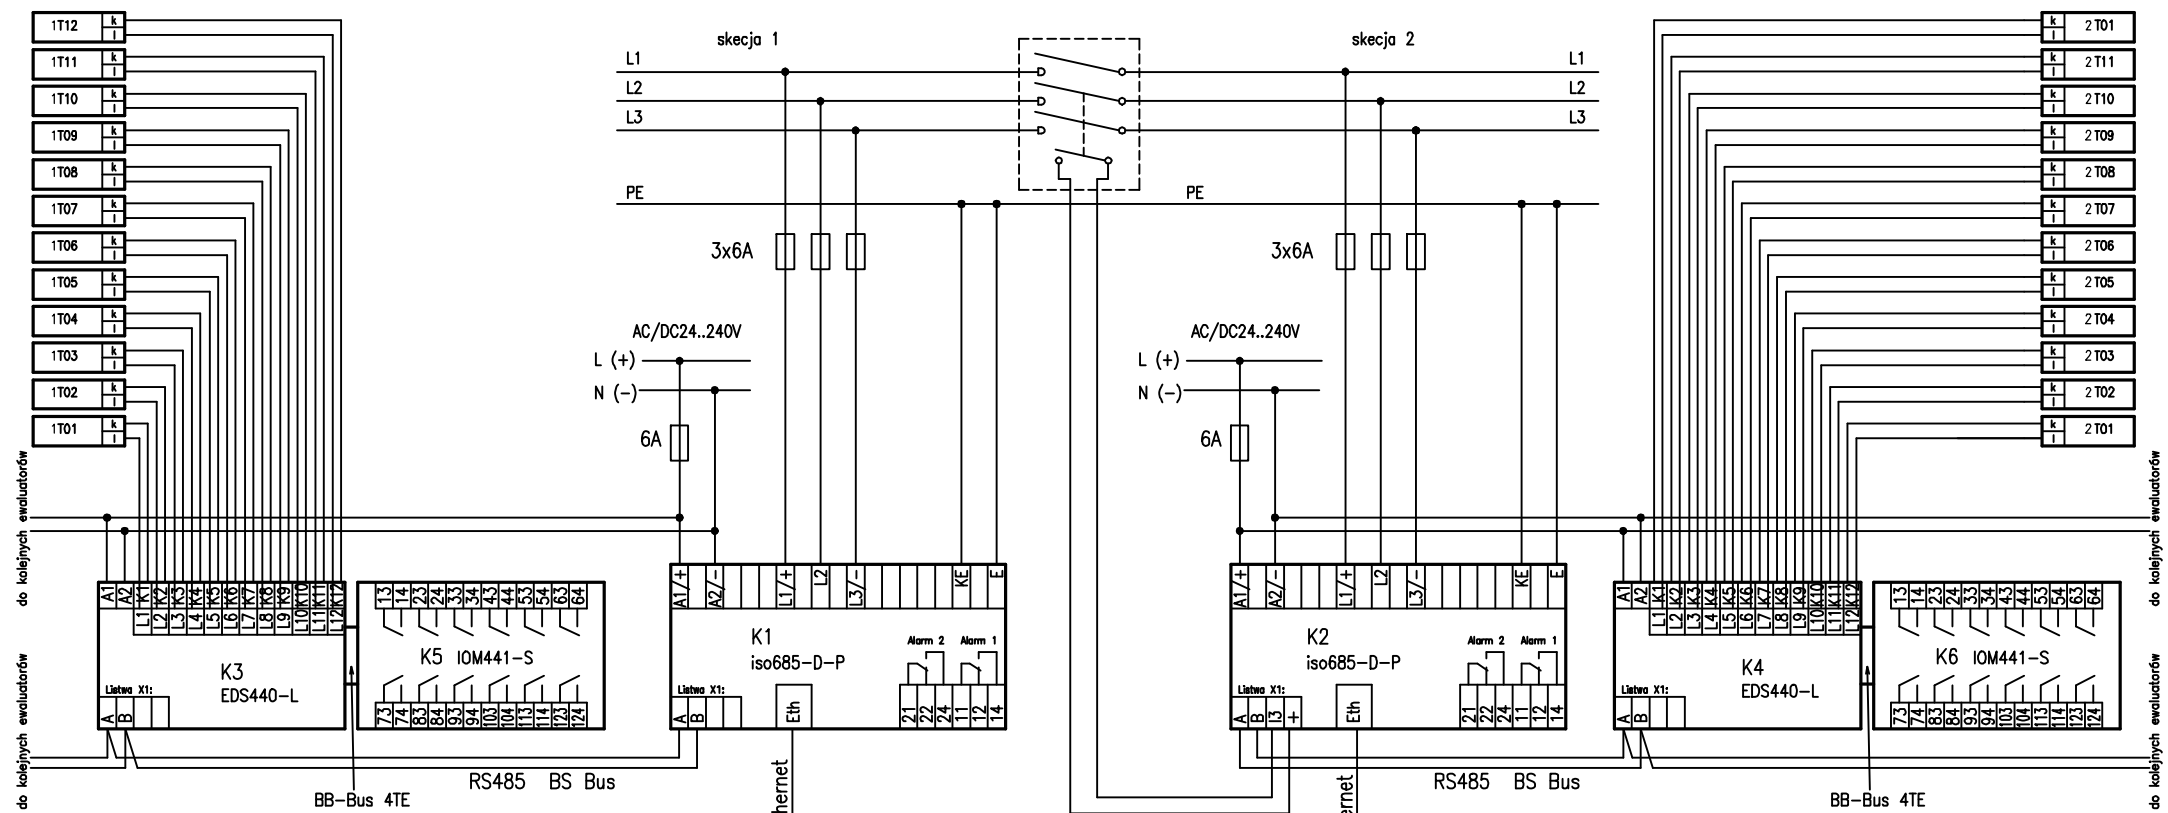 1T12 k l
1T11 k l
1T10 k l
1T09 k l
1T08 k l
1T07 k l
1T06 k l
1T05 k l
1T04 k l
1T03 k l
1T02 k l
1T01 k l
skecja 1
skecja 2
L1 L1
L2 L2
L3 L3
PE PE
3x6A 3x6A
AC/DC24..240V AC/DC24..240V
L (+) L (+)
N (-) N (-)
6A 6A
2T01 k l
2T11 k l
2T10 k l
2T09 k l
2T08 k l
2T07 k l
2T06 k l
2T05 k l
2T04 k l
2T03 k l
2T02 k l
2T01 k l
do kolejnych ewaluatorów
do kolejnych ewaluatorów
A1 A2 K1 K2 K3 K4 K5 K6 K7 K8 K9 K10 K11 K12
L1 L2 L3 L4 L5 L6 L7 L8 L9 L10 L11 L12
K3
EDS440-L
Listwa X1:
A B
13 14 23 24 33 34 43 44 53 54 63 64
K5 IOM441-S
73 74 83 84 93 94 103 104 113 114 123 124
BB-Bus 4TE
RS485 BS Bus
A1/+ A2/- L1/+ L2 L3/- KE E
K1
iso685-D-P
Alarm 2 Alarm 1
Listwa X1:
A B Eth 21 22 24 11 12 14
hernet
A1/+ A2/- L1/+ L2 L3/- KE E
K2
iso685-D-P
Alarm 2 Alarm 1
Listwa X1:
A B I3 + Eth 21 22 24 11 12 14
ernet
RS485 BS Bus
A1 A2 K1 K2 K3 K4 K5 K6 K7 K8 K9 K10 K11 K12
L1 L2 L3 L4 L5 L6 L7 L8 L9 L10 L11 L12
K4
EDS440-L
Listwa X1:
A B
13 14 23 24 33 34 43 44 53 54 63 64
K6 IOM441-S
73 74 83 84 93 94 103 104 113 114 123 124
BB-Bus 4TE
do kolejnych ewaluatorów
do kolejnych ewaluatorów